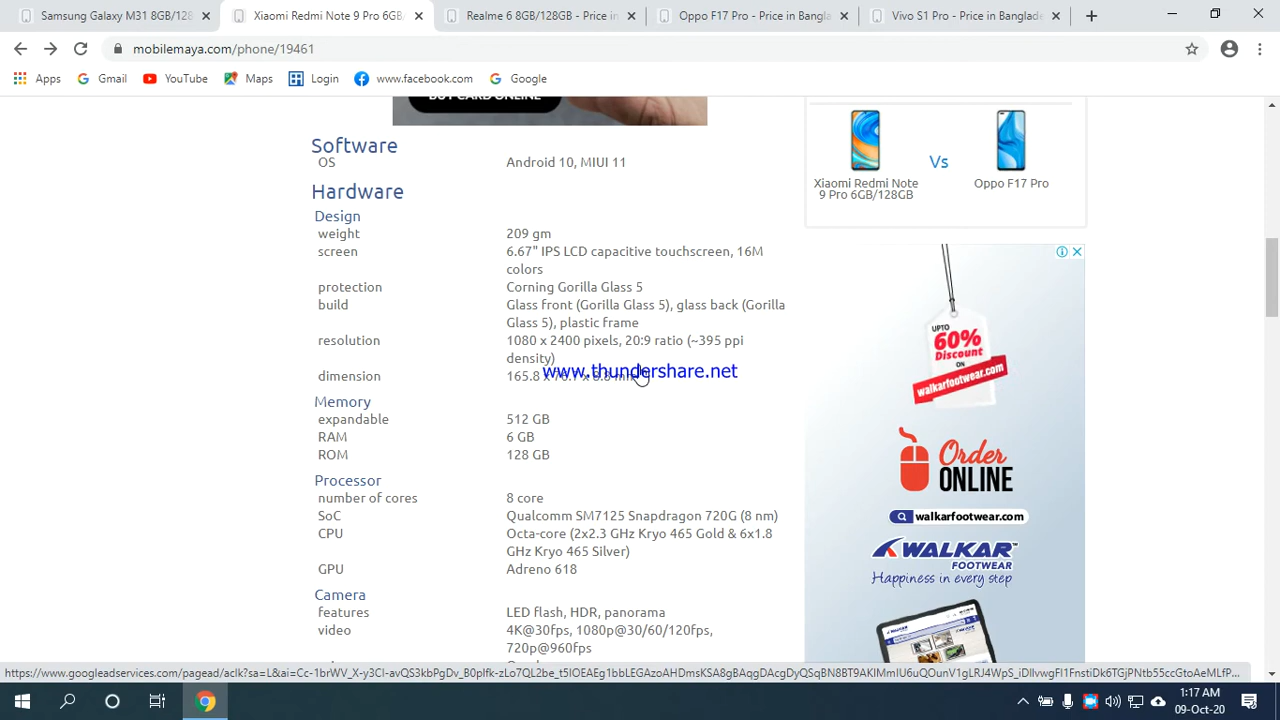 Samsung Galaxy M31 8GB/128
Xiaomi Redmi Note 9 Pro 6GB
Realme 6 8GB/128GB - Price in
Oppo F17 Pro - Price in Banglad
Vivo S1 Pro - Price in Banglade
mobilemaya.com/phone/19461
Apps
Gmail
YouTube
Maps
Login
www.facebook.com
Google
BUY CARS ONLINE
Software
OS Android 10, MIUI 11
Hardware
Design
weight 209 gm
screen 6.67" IPS LCD capacitive touchscreen, 16M
colors
protection Corning Gorilla Glass 5
build Glass front (Gorilla Glass 5), glass back (Gorilla
Glass 5), plastic frame
resolution 1080 x 2400 pixels, 20:9 ratio (~395 ppi
density)
www.thundershare.net
dimension 165.8 x
Memory
expandable 512 GB
RAM 6 GB
ROM 128 GB
Processor
number of cores 8 core
SoC Qualcomm SM7125 Snapdragon 720G (8 nm)
CPU Octa-core (2x2.3 GHz Kryo 465 Gold & 6x1.8
GHz Kryo 465 Silver)
GPU Adreno 618
Camera
features LED flash, HDR, panorama
video 4K@30fps, 1080p@30/60/120fps,
720p@960fps
Xiaomi Redmi Note
9 Pro 6GB/128GB
Vs
Oppo F17 Pro
UPTO
60%
Discount
ON
walkarfootwear.com
Order
ONLINE
walkarfootwear.com
WALKAR
FOOTWEAR
Happiness in every step
1:17 AM
09-Oct-20